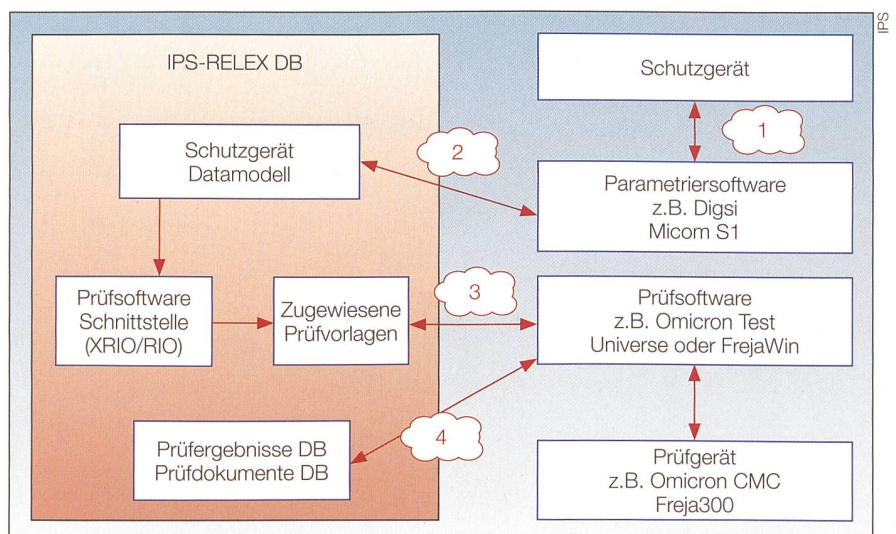 IPS
IPS-RELEX DB
Schutzgerät
1
Schutzgerät
Datamodell
2
Parametriersoftware
z.B. Digsi
Micom S1
Prüfsoftware
Schnittstelle
(XRIO/RIO)
Zugewiesene
Prüfvorlagen
3
Prüfsoftware
z.B. Omicron Test
Universe oder FrejaWin
Prüfergebnisse DB
Prüfdokumente DB
4
Prüfgerät
z.B. Omicron CMC
Freja300